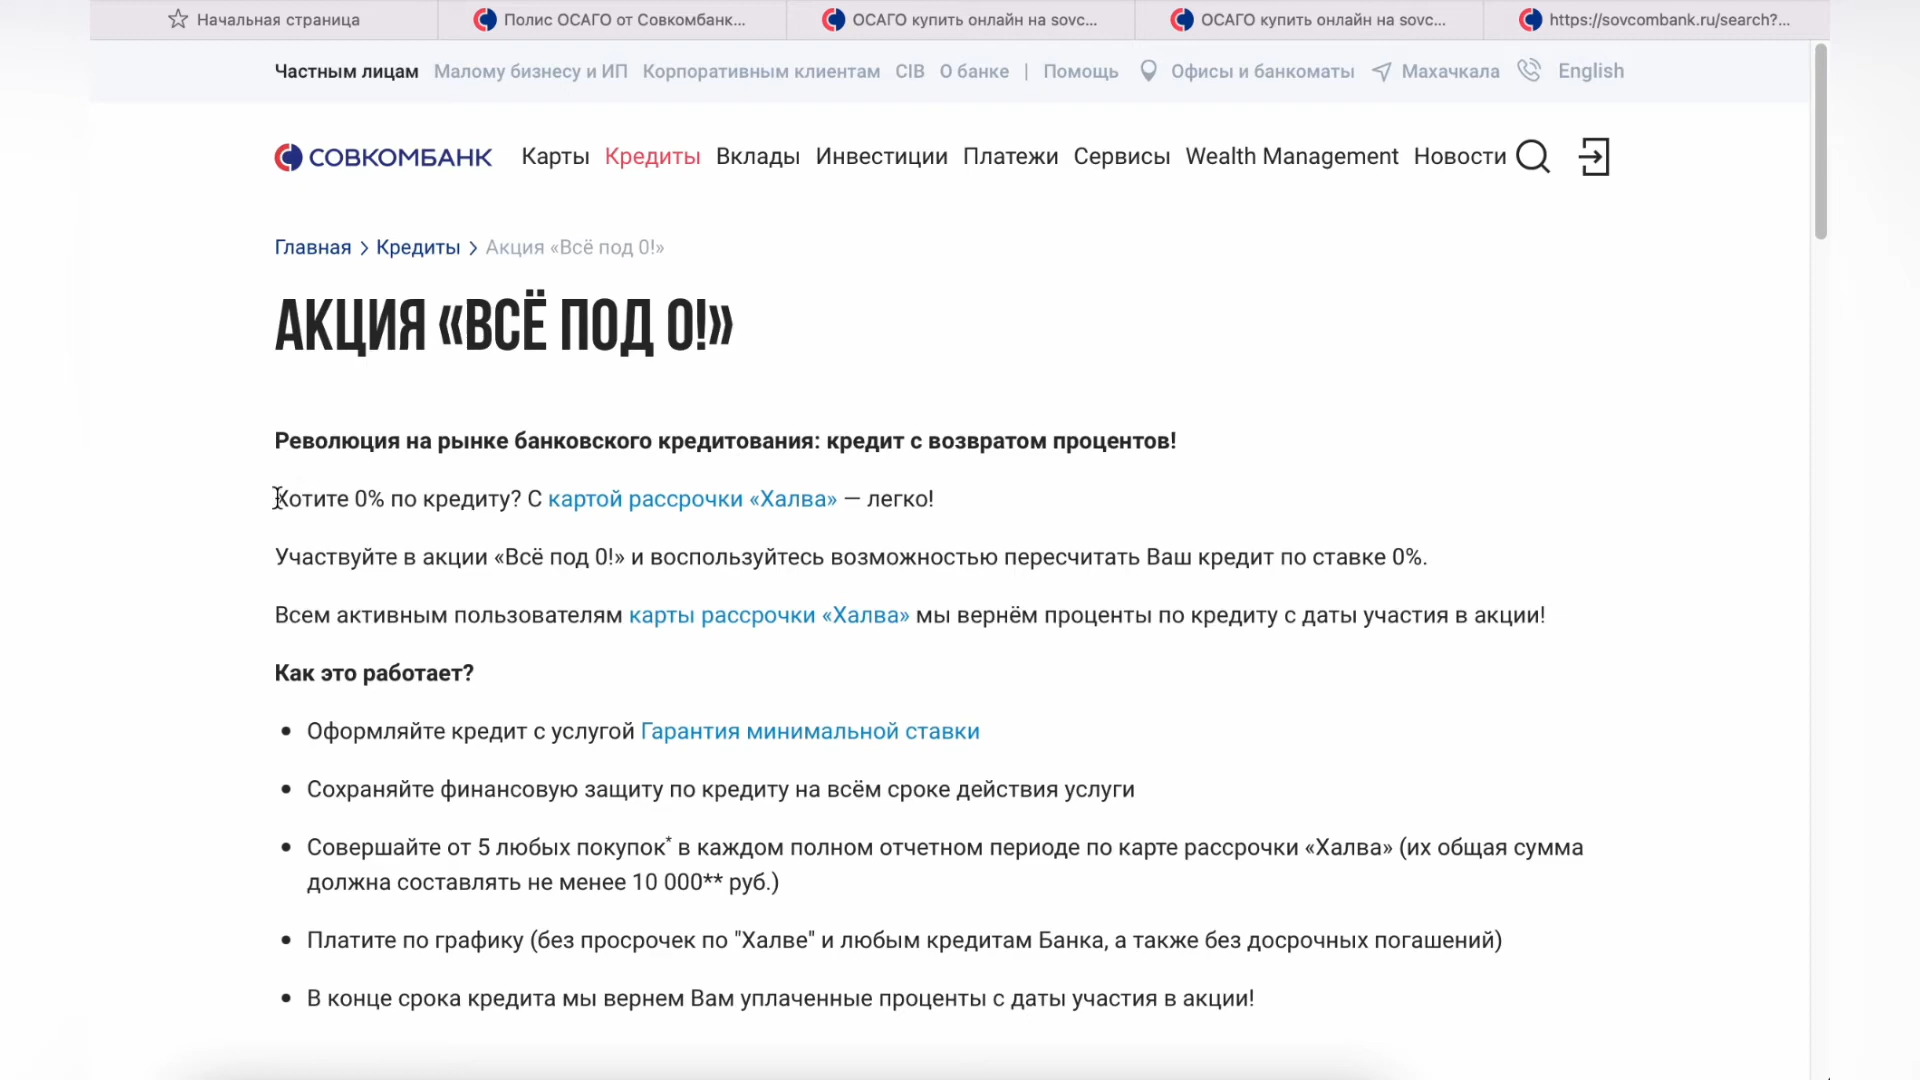 Начальная страница
Полис ОСАГО от Совкомбанк...
ОСАГО купить онлайн на sovc...
ОСАГО купить онлайн на sovc...
https://sovcombank.ru/search?...
Частным лицам Малому бизнесу и ИП Корпоративным клиентам CIB О банке | Помощь Офисы и банкоматы Махачкала English
СОВКОМБАНК Карты Кредиты Вклады Инвестиции Платежи Сервисы Wealth Management Новости
Главная > Кредиты > Акция «Всё под 0!»
АКЦИЯ «ВСЁ ПОД 0!»
Революция на рынке банковского кредитования: кредит с возвратом процентов!
Хотите 0% по кредиту? С картой рассрочки «Халва» — легко!
Участвуйте в акции «Всё под 0!» и воспользуйтесь возможностью пересчитать Ваш кредит по ставке 0%.
Всем активным пользователям карты рассрочки «Халва» мы вернём проценты по кредиту с даты участия в акции!
Как это работает?
• Оформляйте кредит с услугой Гарантия минимальной ставки
• Сохраняйте финансовую защиту по кредиту на всём сроке действия услуги
• Совершайте от 5 любых покупок* в каждом полном отчетном периоде по карте рассрочки «Халва» (их общая сумма
должна составлять не менее 10 000** руб.)
• Платите по графику (без просрочек по "Халве" и любым кредитам Банка, а также без досрочных погашений)
• В конце срока кредита мы вернем Вам уплаченные проценты с даты участия в акции!